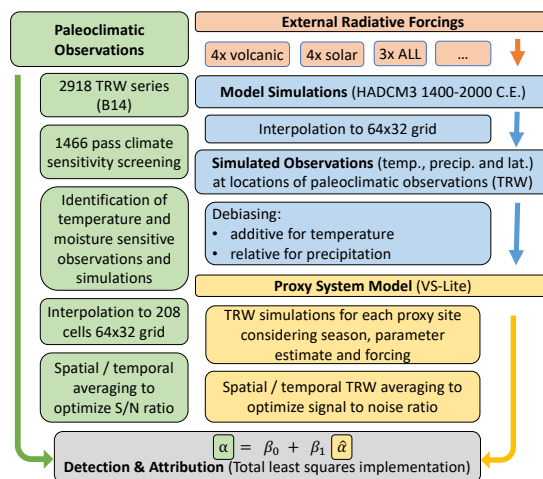 Paleoclimatic
Observations
2918 TRW series
(B14)
1466 pass climate
sensitivity screening
Identification of
temperature and
moisture sensitive
observations and
simulations
Interpolation to 208
cells 64x32 grid
Spatial / temporal
averaging to
optimize S/N ratio
External Radiative Forcings
4x volcanic
4x solar
3x ALL
...
Model Simulations (HADCM3 1400-2000 C.E.)
Interpolation to 64x32 grid
Simulated Observations (temp., precip. and lat.)
at locations of paleoclimatic observations (TRW)
Debiasing:
• additive for temperature
• relative for precipitation
Proxy System Model (VS-Lite)
TRW simulations for each proxy site
considering season, parameter
estimate and forcing
Spatial / temporal TRW averaging to
optimize signal to noise ratio
α = β₀ + β₁ α̂
Detection & Attribution (Total least squares implementation)